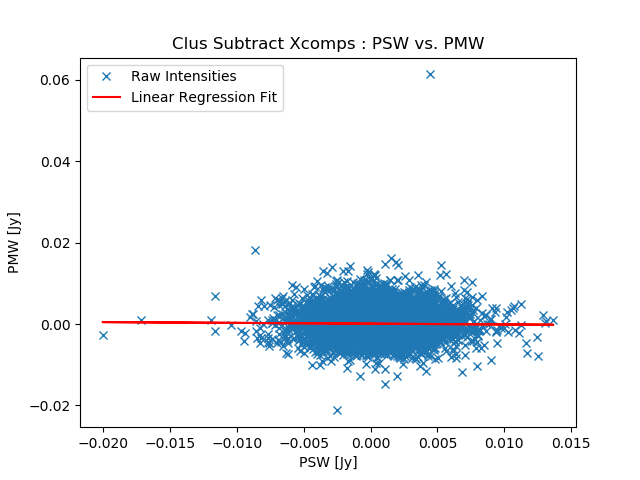 Clus Subtract Xcomps : PSW vs. PMW
Raw Intensities
Linear Regression Fit
PMW [Jy]
0.06
0.04
0.02
0.00
−0.02
−0.020 −0.015 −0.010 −0.005 0.000 0.005 0.010 0.015
PSW [Jy]